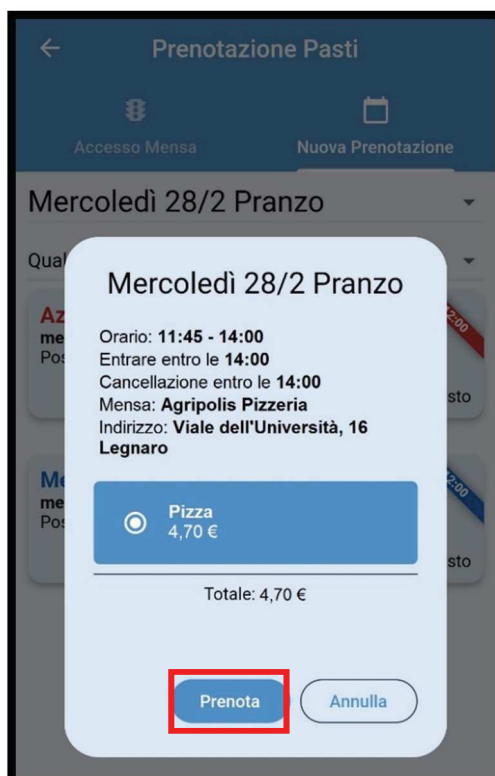 Prenotazione Pasti
Accesso Mensa
Nuova Prenotazione
Mercoledì 28/2 Pranzo
Mercoledì 28/2 Pranzo
Orario: 11:45 - 14:00
Entrare entro le 14:00
Cancellazione entro le 14:00
Mensa: Agripolis Pizzeria
Indirizzo: Viale dell'Università, 16
Legnaro
Pizza
4,70 €
Totale: 4,70 €
Prenota
Annulla